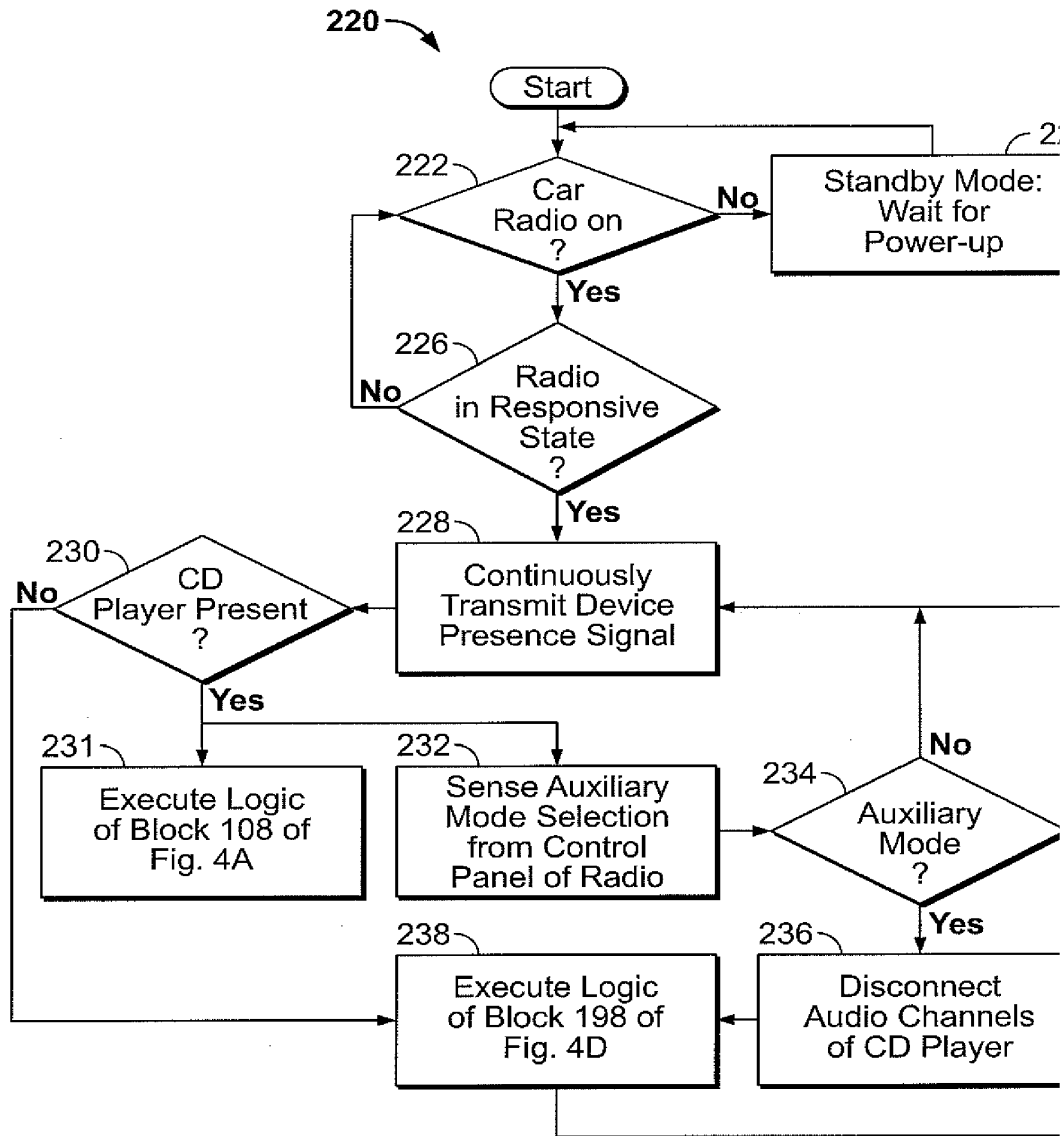 220
Start
222
Car
Radio on
?
No
Standby Mode:
Wait for
Power-up
Yes
226
Radio
in Responsive
State
?
No
Yes
228
Continuously
Transmit Device
Presence Signal
230
CD
Player Present
?
No
Yes
231
Execute Logic
of Block 108 of
Fig. 4A
232
Sense Auxiliary
Mode Selection
from Control
Panel of Radio
234
Auxiliary
Mode
?
No
Yes
236
Disconnect
Audio Channels
of CD Player
238
Execute Logic
of Block 198 of
Fig. 4D